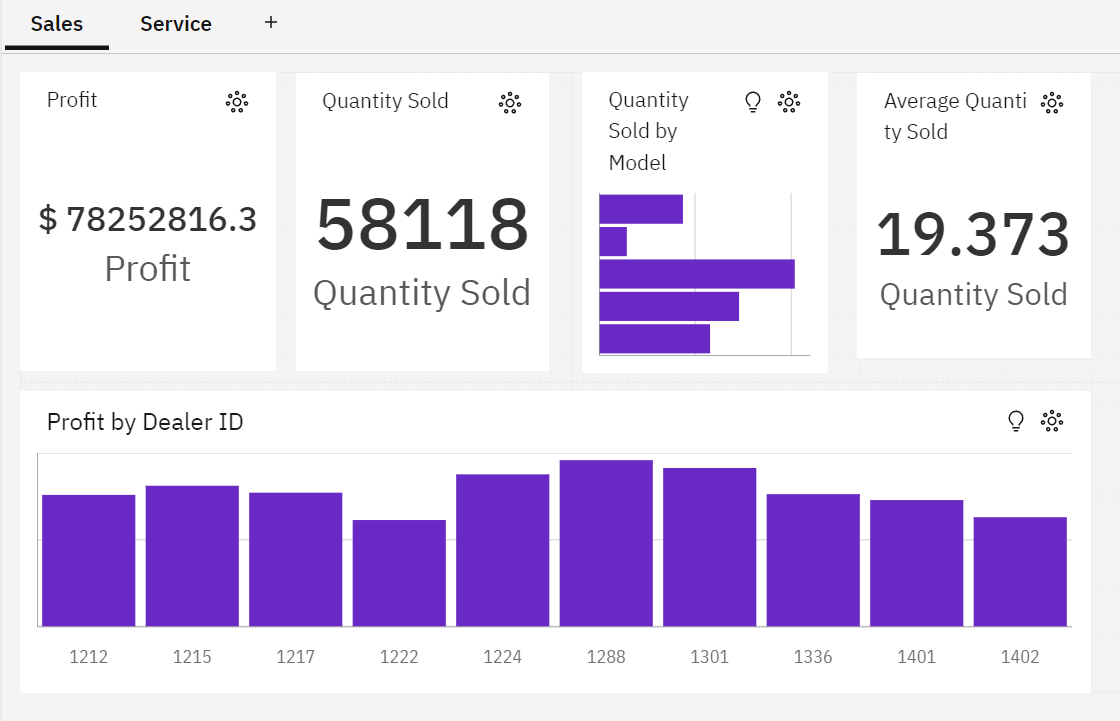 Sales
Service
+
Profit
$ 78252816.3
Profit
Quantity Sold
58118
Quantity Sold
Quantity
Sold by
Model
Average Quanti
ty Sold
19.373
Quantity Sold
Profit by Dealer ID
1212 1215 1217 1222 1224 1288 1301 1336 1401 1402